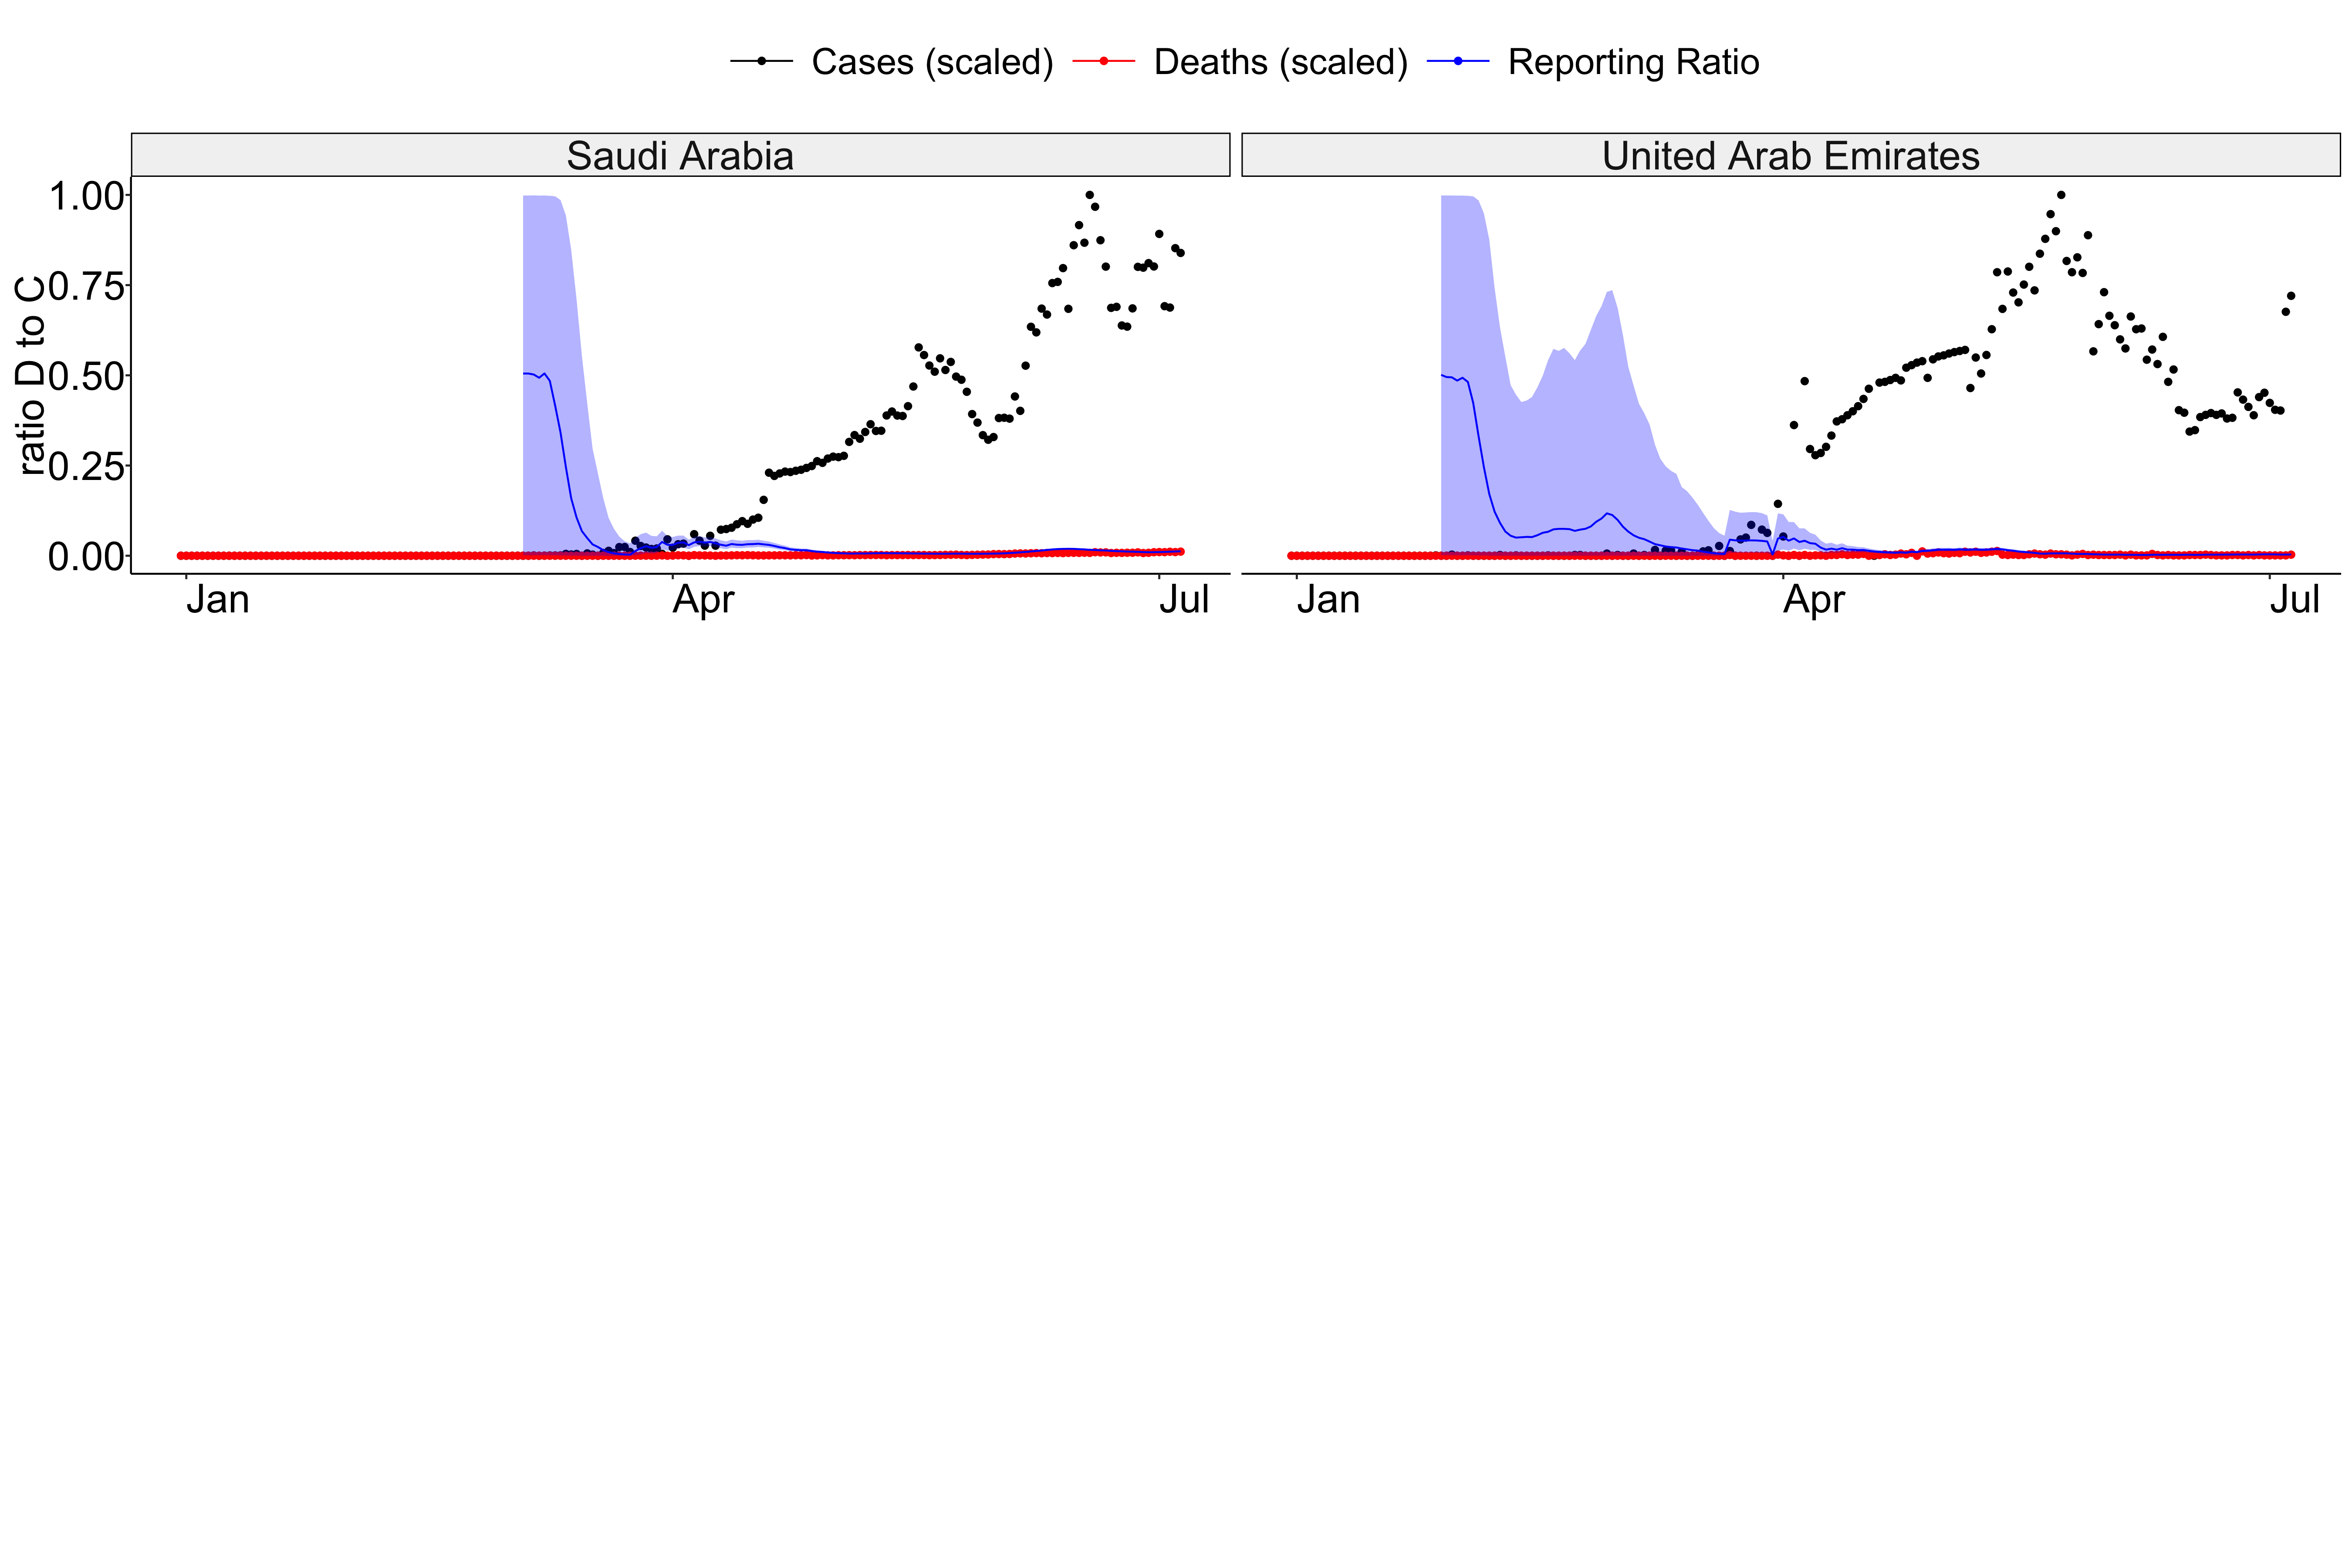 Cases (scaled) Deaths (scaled) Reporting Ratio
Saudi Arabia United Arab Emirates
ratio D to C
1.00
0.75
0.50
0.25
0.00
Jan Apr Jul Jan Apr Jul